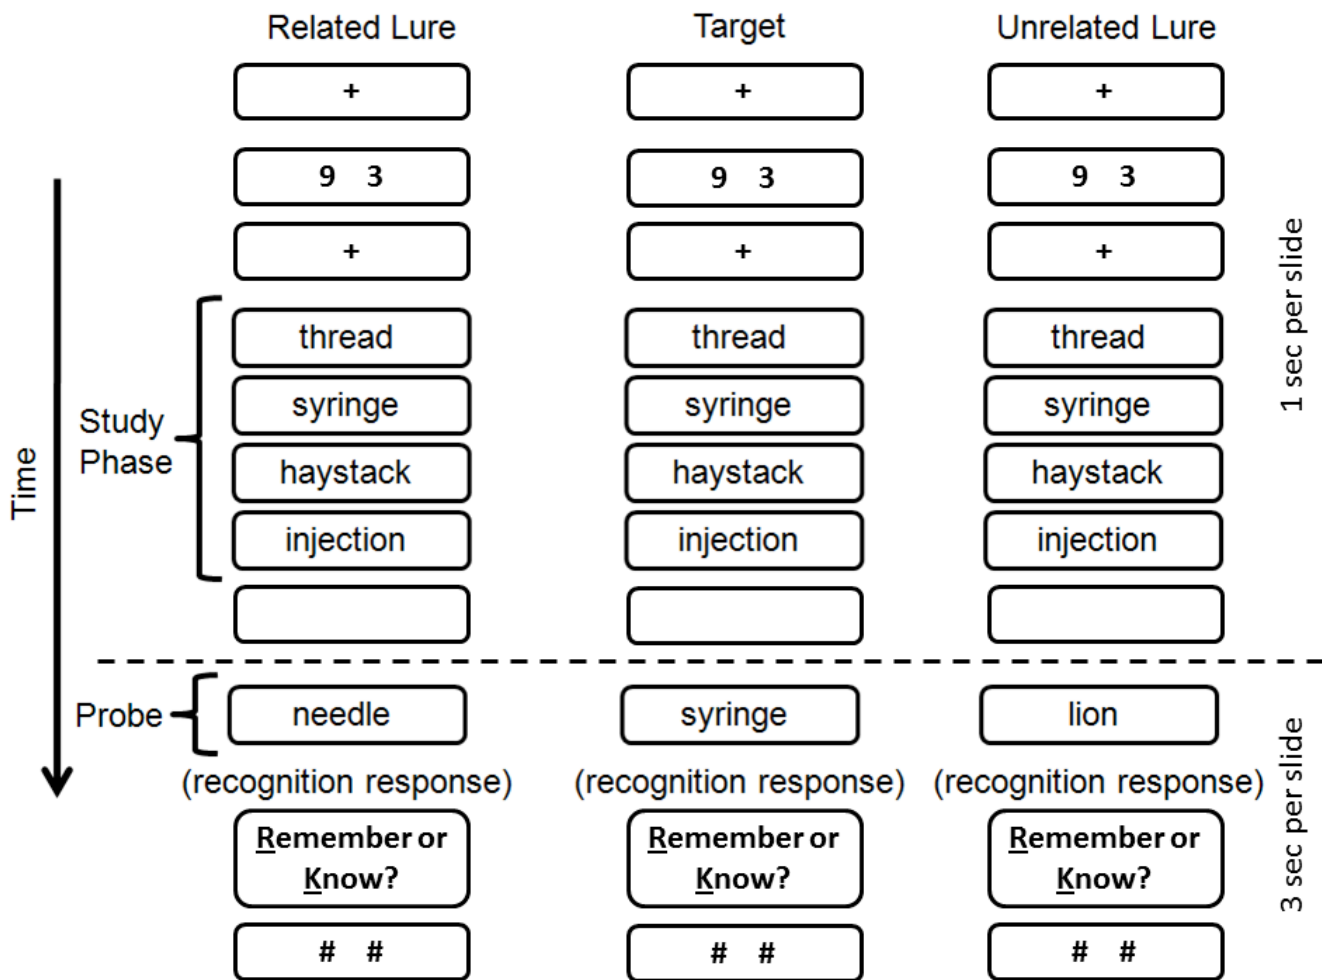 Related Lure Target Unrelated Lure
+ + +
9 3 9 3 9 3
+ + +
thread thread thread
syringe syringe syringe
haystack haystack haystack
injection injection injection
Study
Phase
Time
1 sec per slide
Probe needle syringe lion
(recognition response) (recognition response) (recognition response)
Remember or Remember or Remember or
Know? Know? Know?
# # # # # #
3 sec per slide